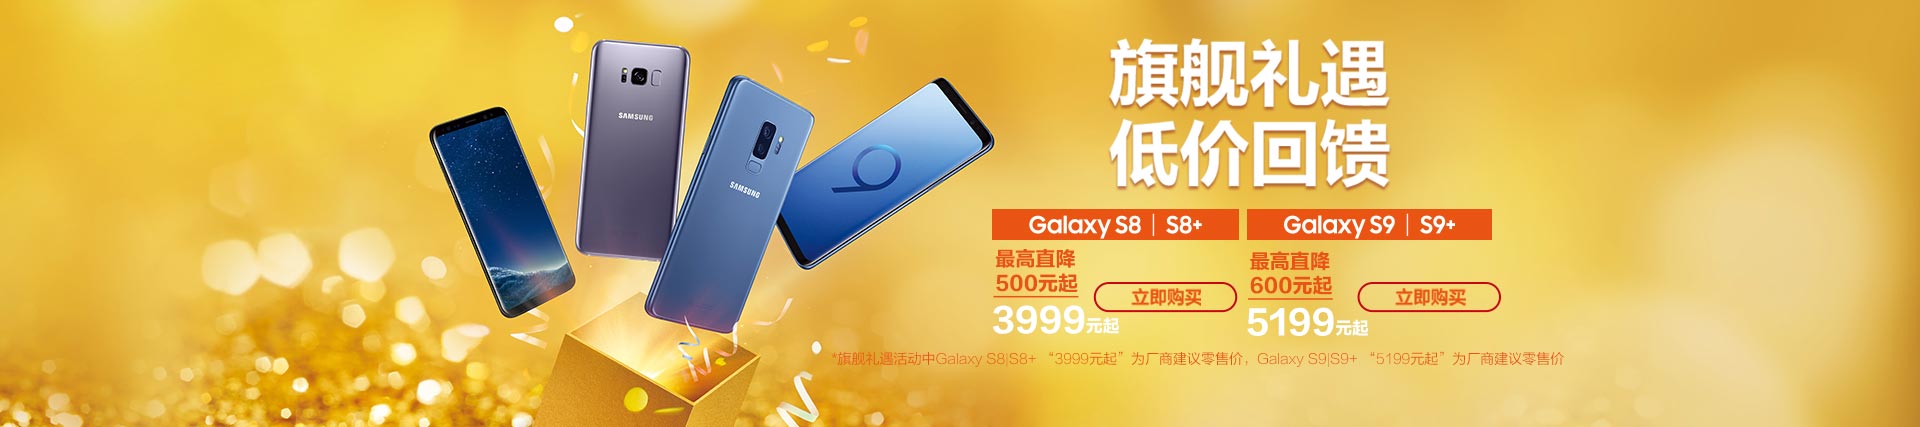 旗舰礼遇
低价回馈
SAMSUNG
SAMSUNG
9
Galaxy S8 | S8+
最高直降
500元起
3999元起
立即购买
Galaxy S9 | S9+
最高直降
600元起
5199元起
立即购买
*旗舰礼遇活动中Galaxy S8|S8+ “3999元起”为厂商建议零售价，Galaxy S9|S9+ “5199元起”为厂商建议零售价